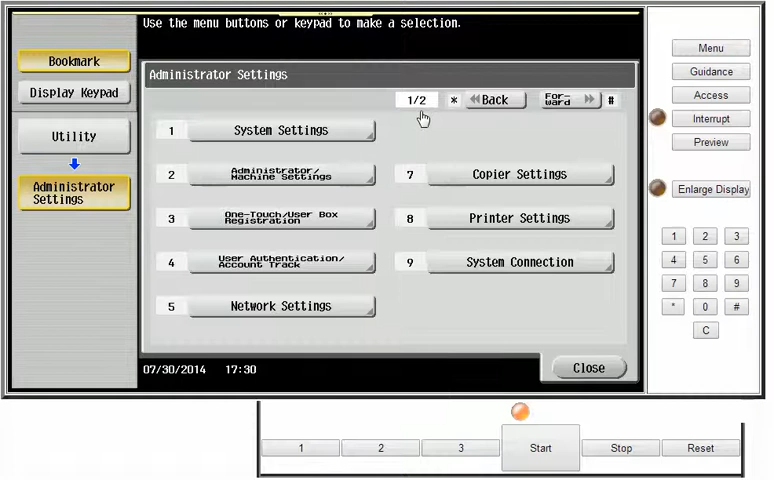 Use the menu buttons or keypad to make a selection.
Bookmark
Display Keypad
Utility
Administrator
Settings
Administrator Settings
1/2 * Back For-
ward #
1 System Settings
2 Administrator/
Machine Settings
3 One-Touch/User Box
Registration
4 User Authentication/
Account Track
5 Network Settings
7 Copier Settings
8 Printer Settings
9 System Connection
07/30/2014 17:30
Close
Menu
Guidance
Access
Interrupt
Preview
Enlarge Display
1 2 3
4 5 6
7 8 9
* 0 #
C
1 2 3 Start Stop Reset